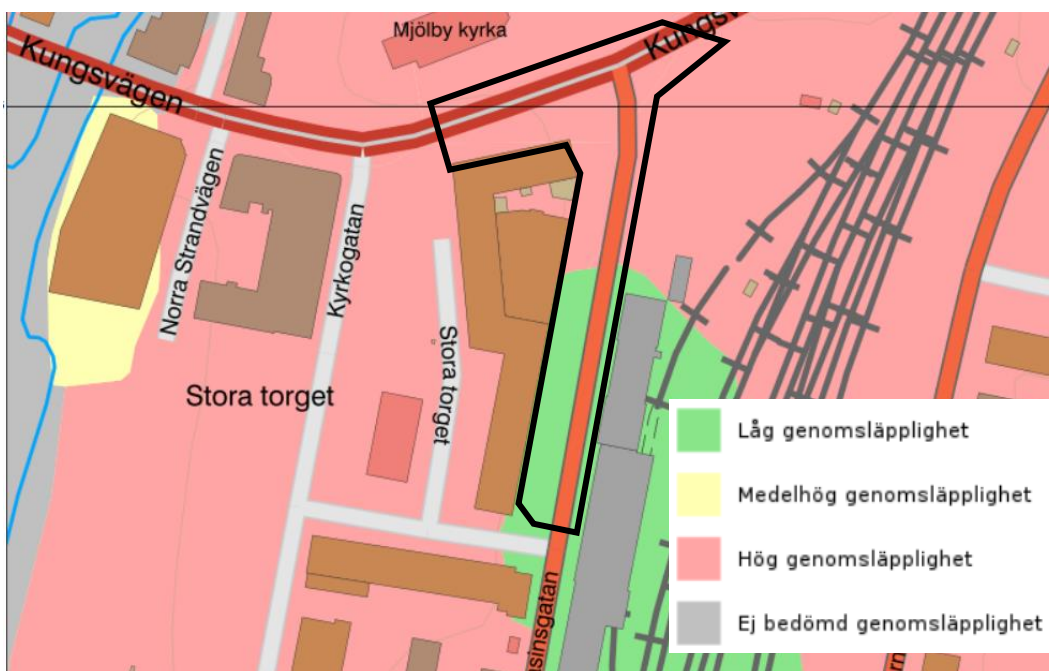 Mjölby kyrka
Kungsv
Kungsvägen
Norra Strandvägen
Kyrkogatan
Stora torget
Stora torget
sinsgatan
Låg genomsläpplighet
Medelhög genomsläpplighet
Hög genomsläpplighet
Ej bedömd genomsläpplighet